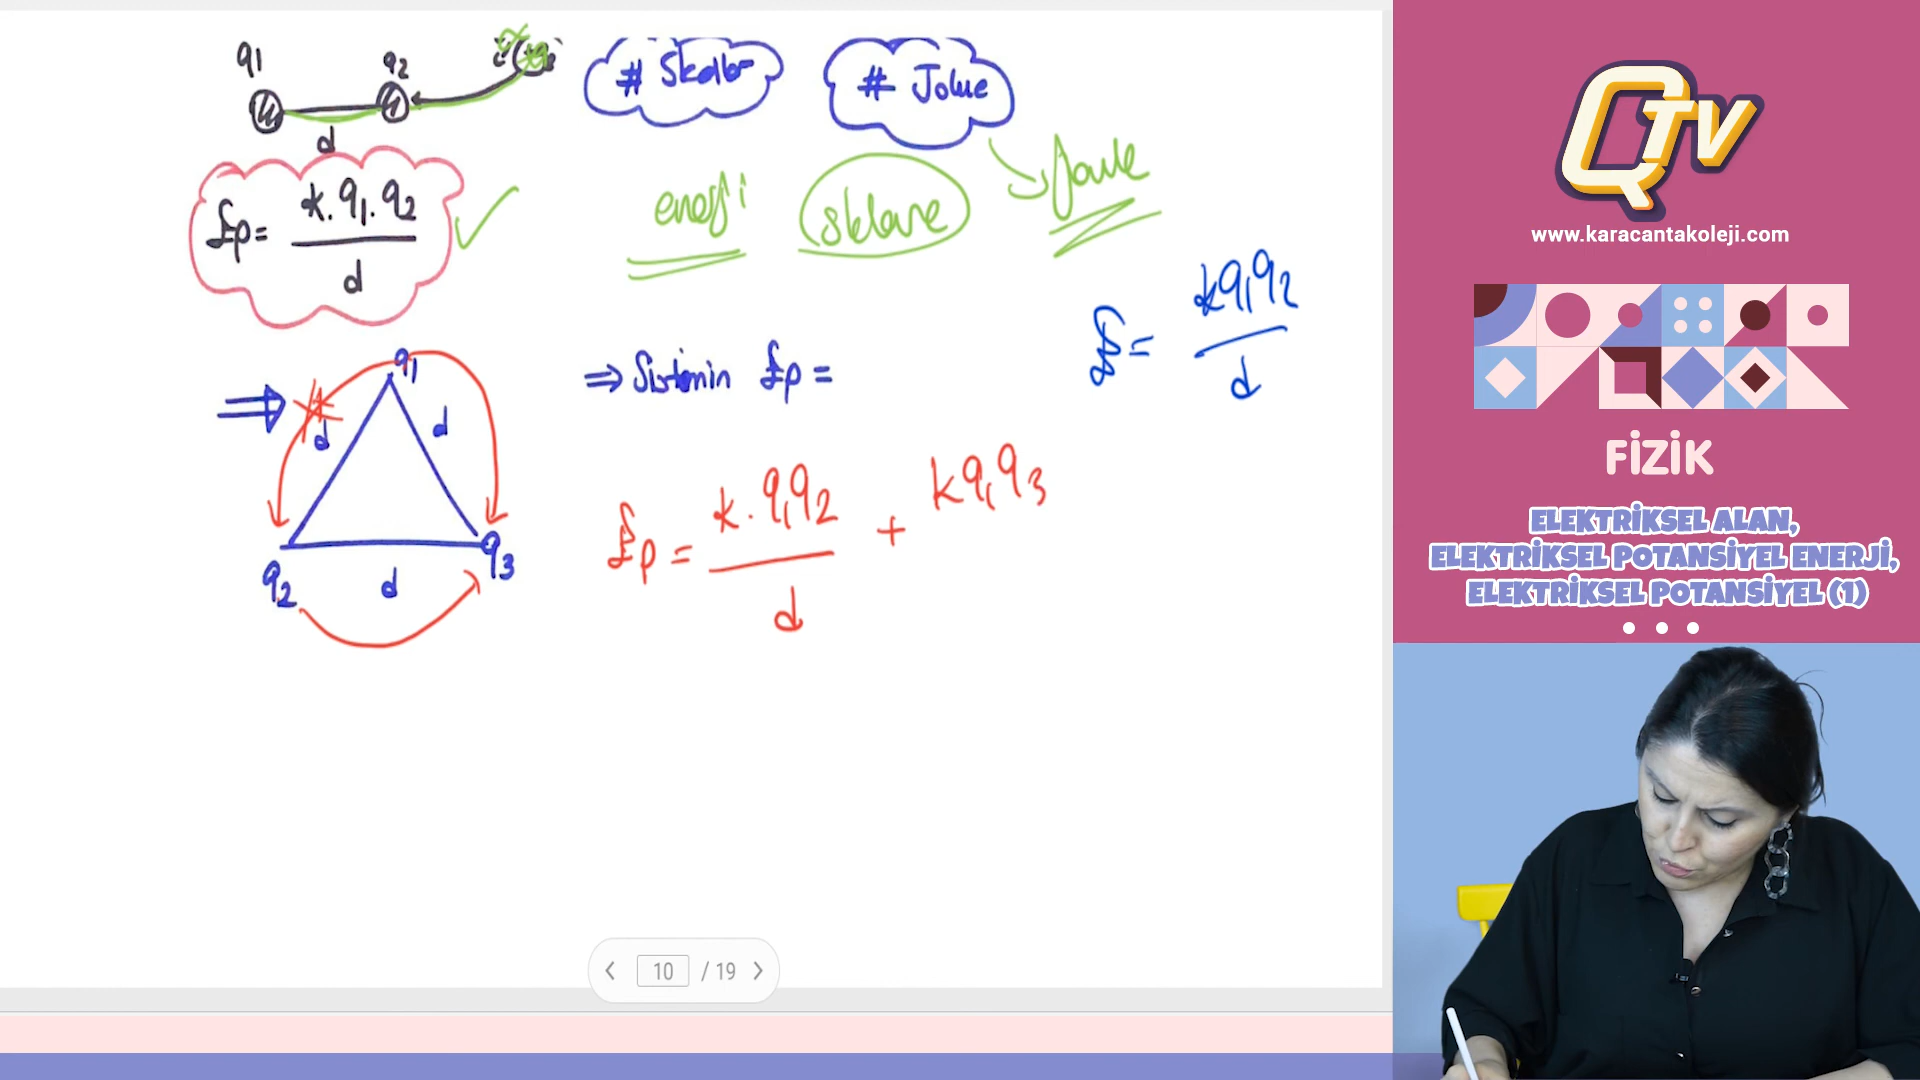 q1
q2
d
# Skaler
# Joule
Ep = k.q1.q2 / d
enerji
sklare
Joule
Ep = kq1q2 / d
q1
⇒ Sistemin Ep =
d
d
q2
d
q3
Ep = k.q1q2 / d + kq1q3
10 / 19
QTV
www.karacantakoleji.com
FİZİK
ELEKTRİKSEL ALAN,
ELEKTRİKSEL POTANSİYEL ENERJİ,
ELEKTRİKSEL POTANSİYEL (1)